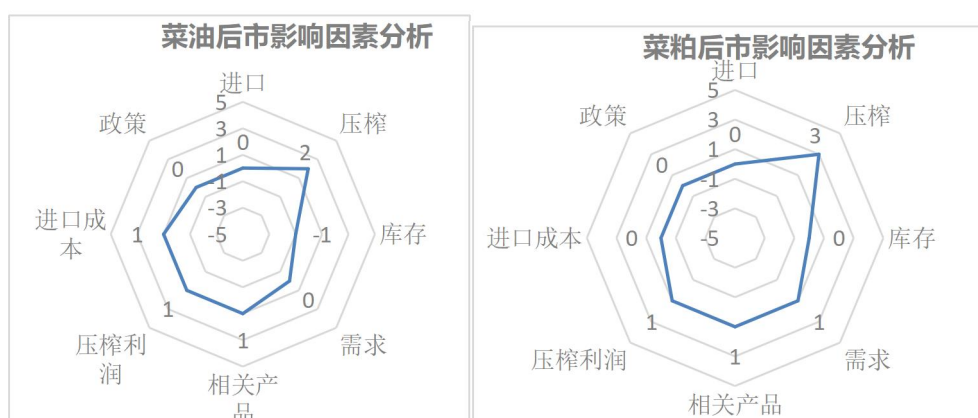 菜油后市影响因素分析
进口
5
3
1
-1
-3
-5
0
压榨
2
库存
-1
需求
0
相关产
品
1
压榨利
润
1
进口成
本
1
政策
0
菜粕后市影响因素分析
进口
5
3
1
-1
-3
-5
0
压榨
3
库存
0
需求
1
相关产品
1
压榨利润
1
进口成本
0
政策
0